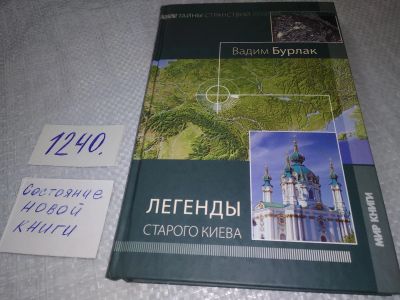 ТАЙНЫ СТРАНСТВИЙ
Вадим Бурлак
1240.
Состояние
новой
книги
ЛЕГЕНДЫ
СТАРОГО КИЕВА
МИР КНИГИ